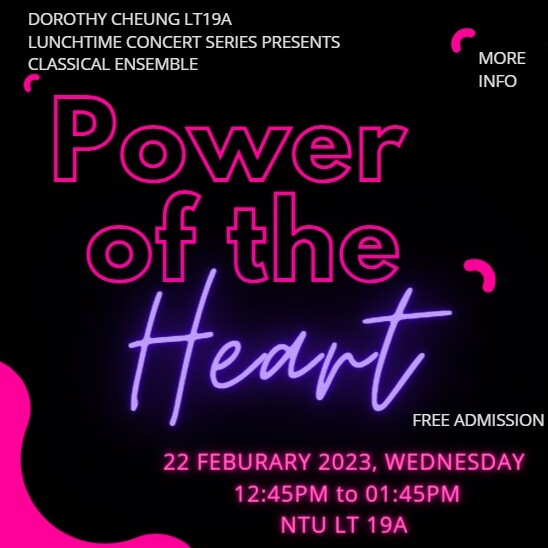 DOROTHY CHEUNG LT19A
LUNCHTIME CONCERT SERIES PRESENTS
CLASSICAL ENSEMBLE
MORE
INFO
Power
of the
Heart
FREE ADMISSION
22 FEBURARY 2023, WEDNESDAY
12:45PM to 01:45PM
NTU LT 19A